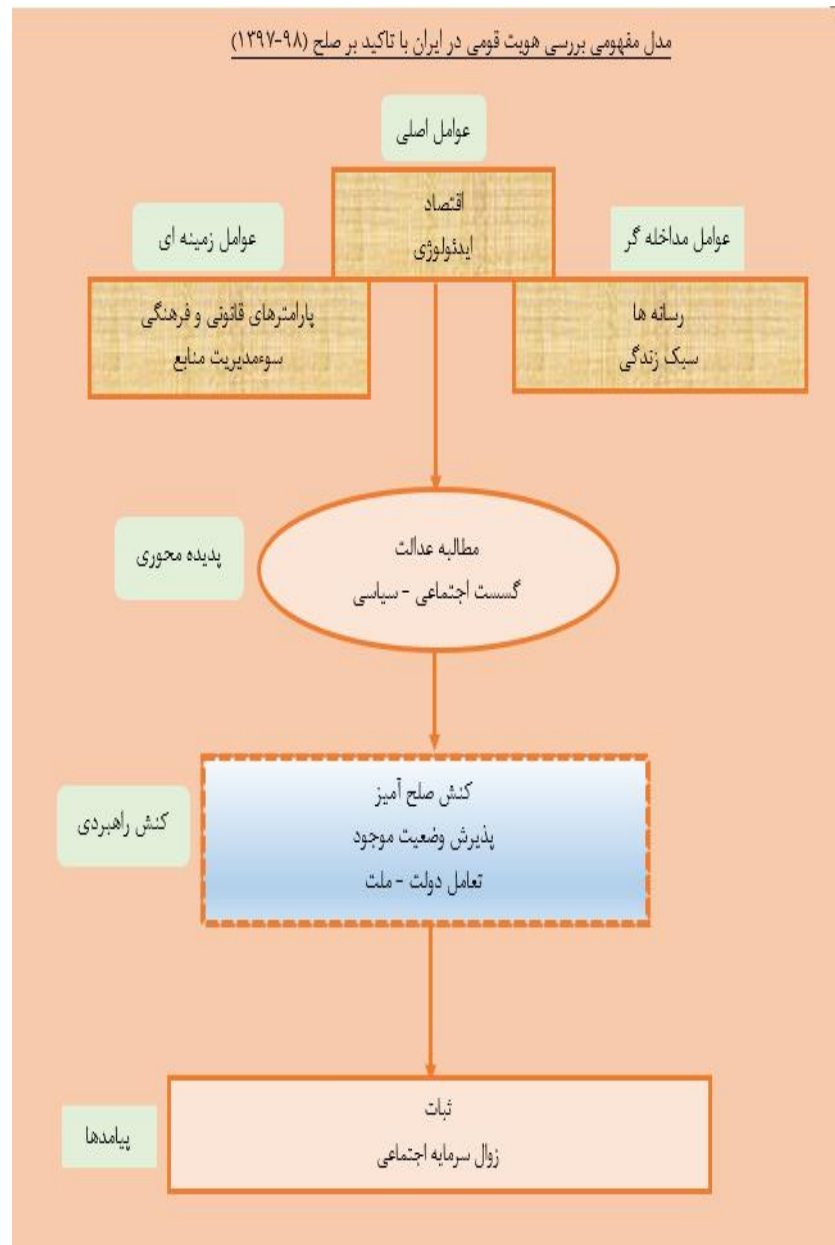 مدل مفهومی بررسی هویت قومی در ایران با تاکید بر صلح (۹۸-۱۳۹۷)
عوامل اصلی
اقتصاد
ایدئولوژی
عوامل مداخله گر
رسانه ها
سبک زندگی
عوامل زمینه ای
پارامترهای قانونی و فرهنگی
سوءمدیریت منابع
پدیده محوری
مطالبه عدالت
گسست اجتماعی - سیاسی
کنش راهبردی
کنش صلح آمیز
پذیرش وضعیت موجود
تعامل دولت - ملت
پیامدها
ثبات
زوال سرمایه اجتماعی